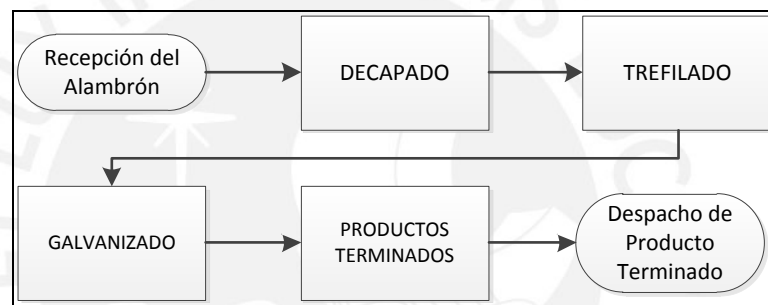 Recepción del
Alambrón
DECAPADO
TREFILADO
GALVANIZADO
PRODUCTOS
TERMINADOS
Despacho de
Producto
Terminado